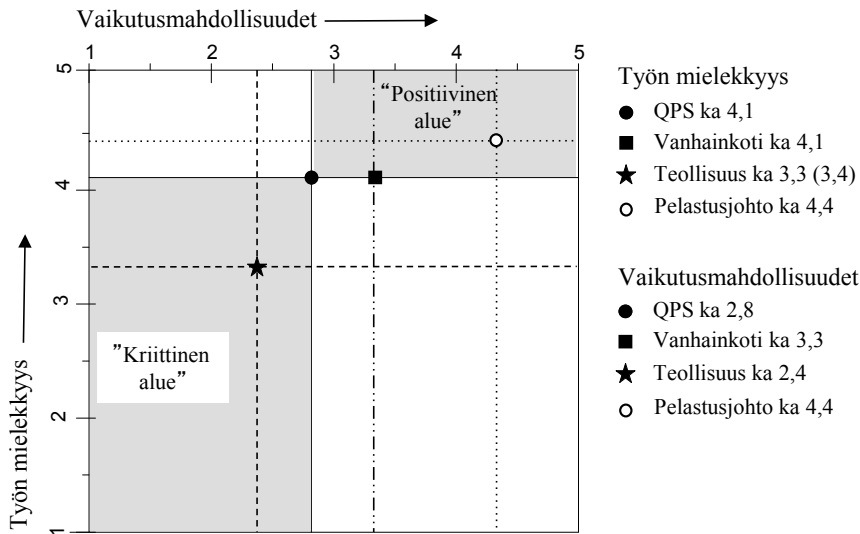 Vaikutusmahdollisuudet
1 2 3 4 5
5
4
3
2
1
Työn mielekkyys
“Positiivinen
alue”
“Kriittinen
alue”
Työn mielekkyys
QPS ka 4,1
Vanhainkoti ka 4,1
Teollisuus ka 3,3 (3,4)
Pelastusjohto ka 4,4
Vaikutusmahdollisuudet
QPS ka 2,8
Vanhainkoti ka 3,3
Teollisuus ka 2,4
Pelastusjohto ka 4,4